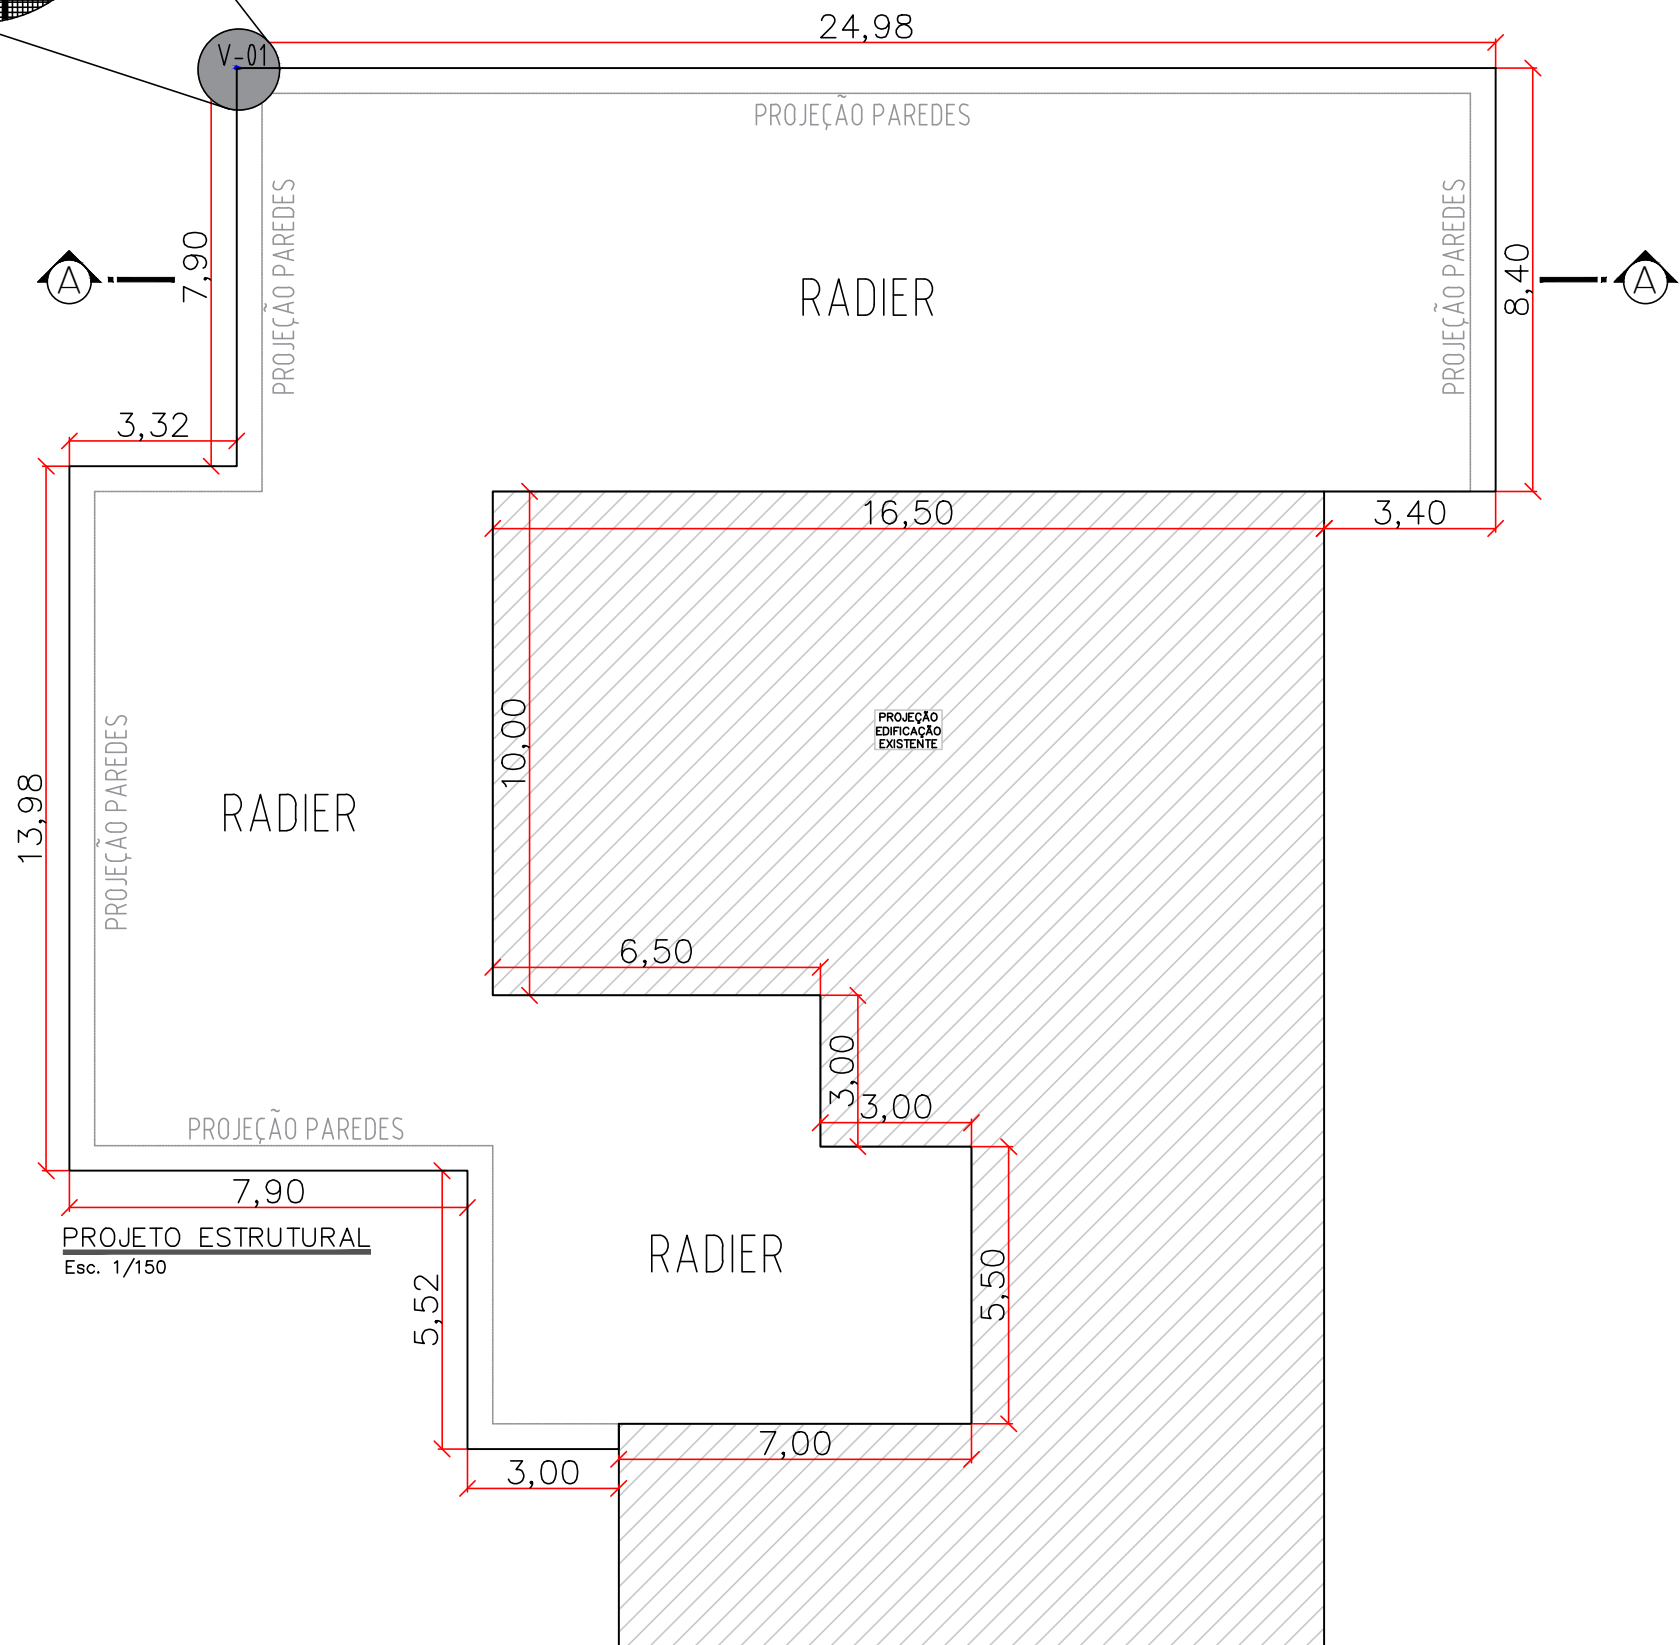 24,98
V-01
PROJEÇÃO PAREDES
PROJEÇÃO PAREDES
PROJEÇÃO PAREDES
7,90
A
RADIER
8,40
A
3,32
16,50
3,40
10,00
PROJEÇÃO
EDIFICAÇÃO
EXISTENTE
13,98
PROJEÇÃO PAREDES
RADIER
6,50
3,00
3,00
PROJEÇÃO PAREDES
7,90
PROJETO ESTRUTURAL
Esc. 1/150
RADIER
5,52
5,50
7,00
3,00